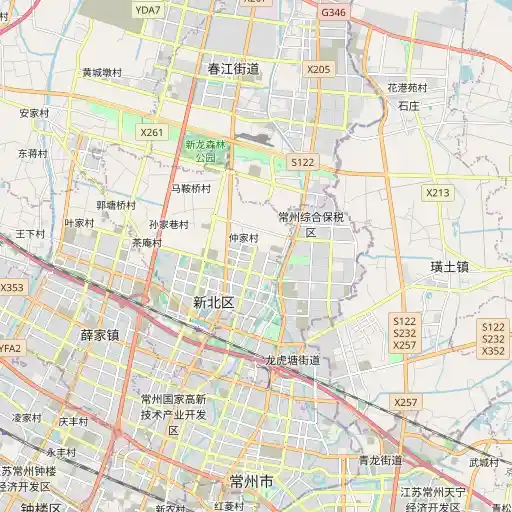 YDA7
X201
G346
春江街道
X205
黄城墩村
花港苑村
石庄
安家村
X261
新龙森林
公园
东蒋村
S122
马鞍桥村
X213
郭塘桥村
叶家村
孙家巷村
常州综合保税
区
王下村
茶庵村
仲家村
璜土镇
X353
新北区
薛家镇
S122
S232
X257
S122
S232
X352
YFA2
龙虎塘街道
常州国家高新
技术产业开发
区
X257
凌家村
庆丰村
永丰村
青龙街道
武城村
江苏常州钟楼
经济开发区
常州市
江苏常州天宁
经济开发区
钟楼区
新农村
红菱村
青松